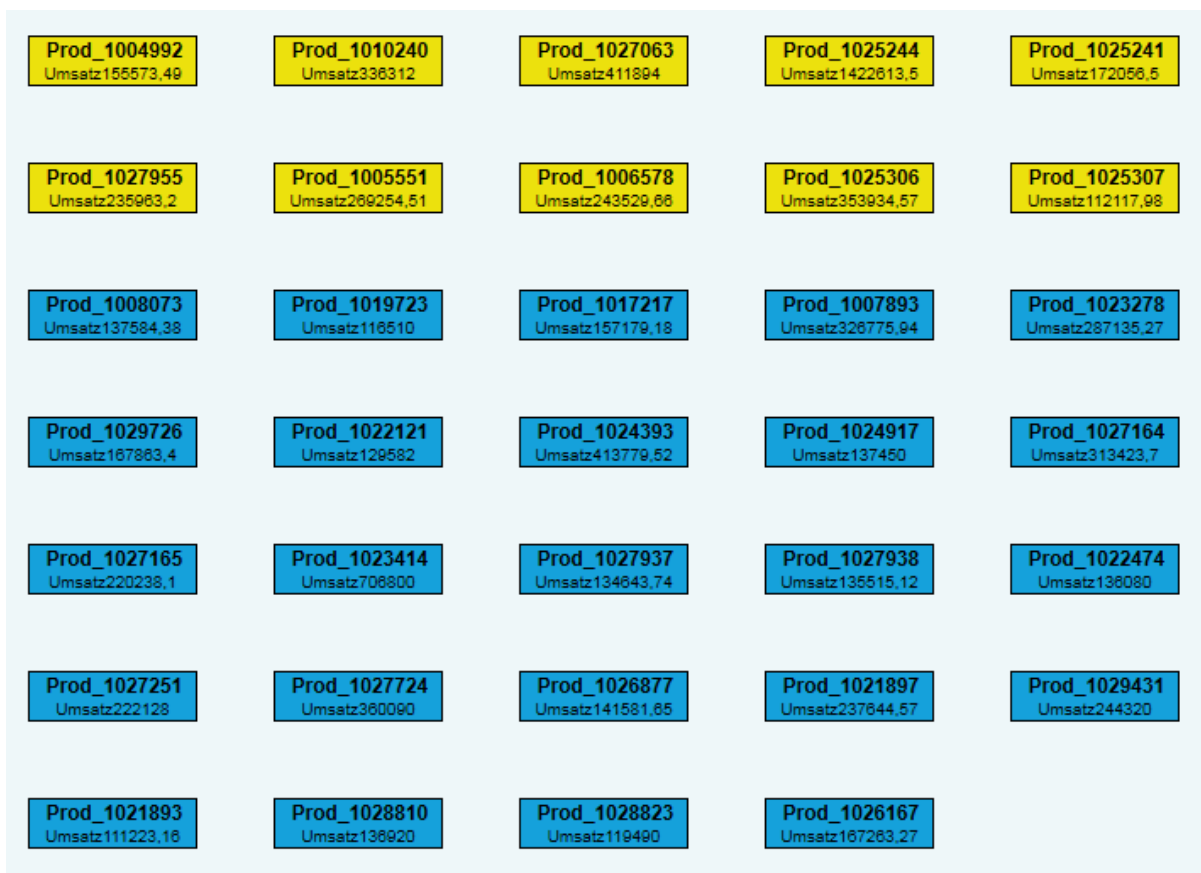 Prod_1004992
Umsatz155573,49
Prod_1010240
Umsatz336312
Prod_1027063
Umsatz411894
Prod_1025244
Umsatz1422613,5
Prod_1025241
Umsatz172056,5
Prod_1027955
Umsatz235963,2
Prod_1005551
Umsatz269254,51
Prod_1006578
Umsatz243529,66
Prod_1025306
Umsatz353934,57
Prod_1025307
Umsatz112117,98
Prod_1008073
Umsatz137584,38
Prod_1019723
Umsatz116510
Prod_1017217
Umsatz157179,18
Prod_1007893
Umsatz326775,94
Prod_1023278
Umsatz287135,27
Prod_1029726
Umsatz167863,4
Prod_1022121
Umsatz129582
Prod_1024393
Umsatz413779,52
Prod_1024917
Umsatz137450
Prod_1027164
Umsatz313423,7
Prod_1027165
Umsatz220238,1
Prod_1023414
Umsatz706800
Prod_1027937
Umsatz134643,74
Prod_1027938
Umsatz135515,12
Prod_1022474
Umsatz136080
Prod_1027251
Umsatz222128
Prod_1027724
Umsatz360090
Prod_1026877
Umsatz141581,65
Prod_1021897
Umsatz237644,57
Prod_1029431
Umsatz244320
Prod_1021893
Umsatz111223,16
Prod_1028810
Umsatz136920
Prod_1028823
Umsatz119490
Prod_1026167
Umsatz167263,27